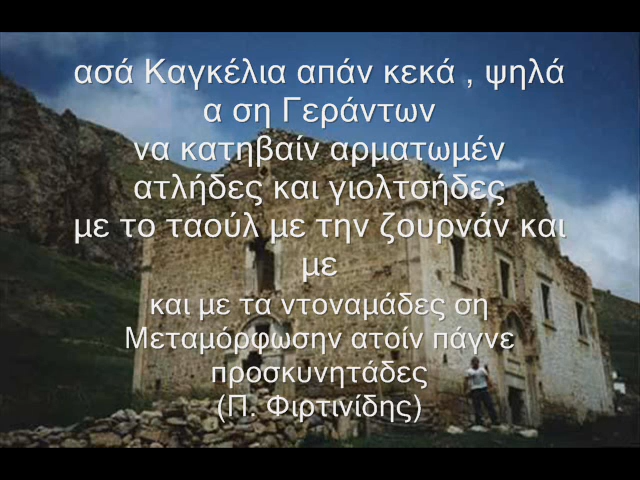 ασά Καγκέλια απάν κεκά , ψηλά
α ση Γεράντων
να κατηβαίν αρματωμέν
ατλήδες και γιολτσήδες
με το ταούλ με την ζουρνάν και
με
και με τα ντοναμάδες ση
Μεταμόρφωσην ατοίν πάγνε
προσκυνητάδες
(Π. Φιρτινίδης)